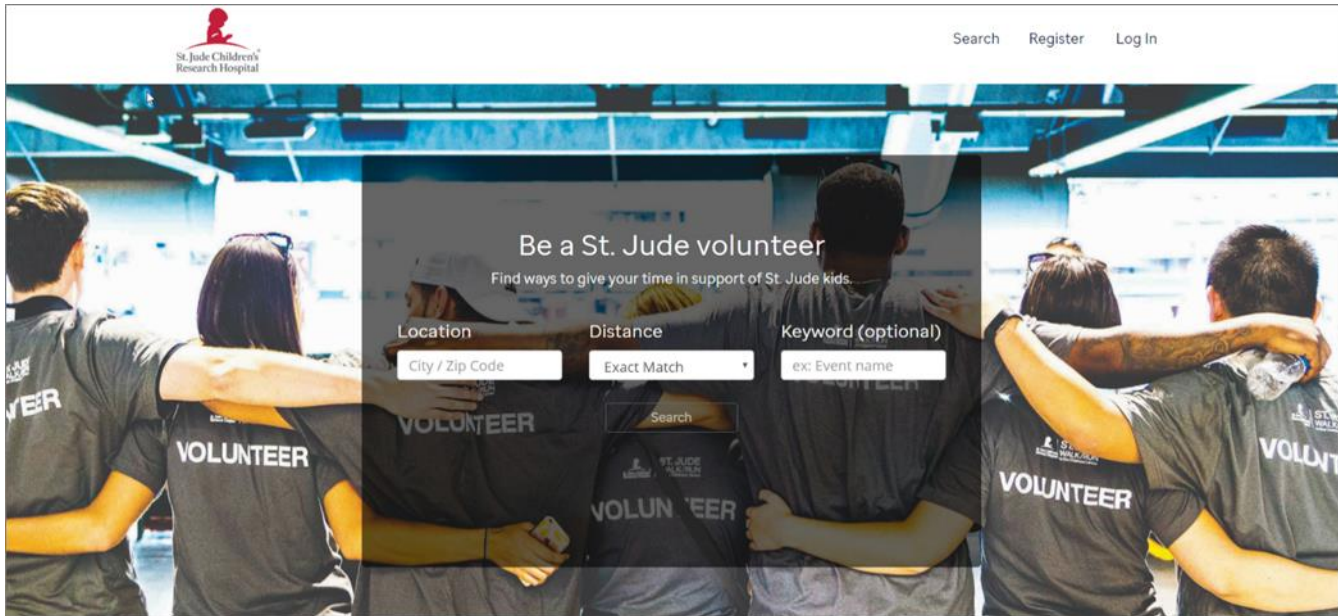 St. Jude Children's
Research Hospital
Search Register Log In
Be a St. Jude volunteer
Find ways to give your time in support of St. Jude kids.
Location Distance Keyword (optional)
City / Zip Code Exact Match ex: Event name
Search
VOLUNTEER
VOLUNTEER
ST. JUDE
VOLUNTEER
VOLUNTEER